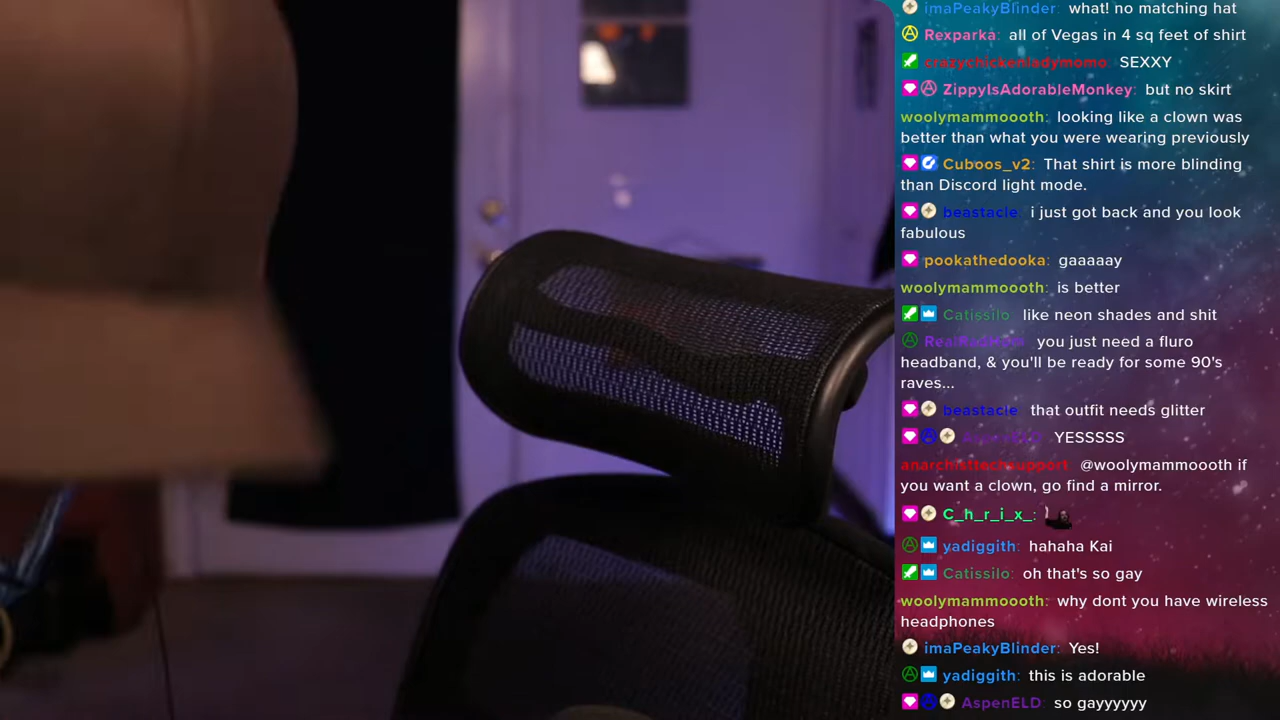 imaPeakyBlinder: what! no matching hat
Rexparka: all of Vegas in 4 sq feet of shirt
crazychickenladymomo: SEXXY
ZippyIsAdorableMonkey: but no skirt
woolymammoooth: looking like a clown was
better than what you were wearing previously
Cuboos_v2: That shirt is more blinding
than Discord light mode.
beastacle: i just got back and you look
fabulous
pookathedooka: gaaaaay
woolymammoooth: is better
Catissilo: like neon shades and shit
you just need a fluro
headband, & you'll be ready for some 90's
raves...
beastacle: that outfit needs glitter
AspenELD: YESSSSS
anarchisttechsupport: @woolymammoooth if
you want a clown, go find a mirror.
C_h_r_i_x_:
yadiggith: hahaha Kai
Catissilo: oh that's so gay
woolymammoooth: why dont you have wireless
headphones
imaPeakyBlinder: Yes!
yadiggith: this is adorable
AspenELD: so gayyyyyy